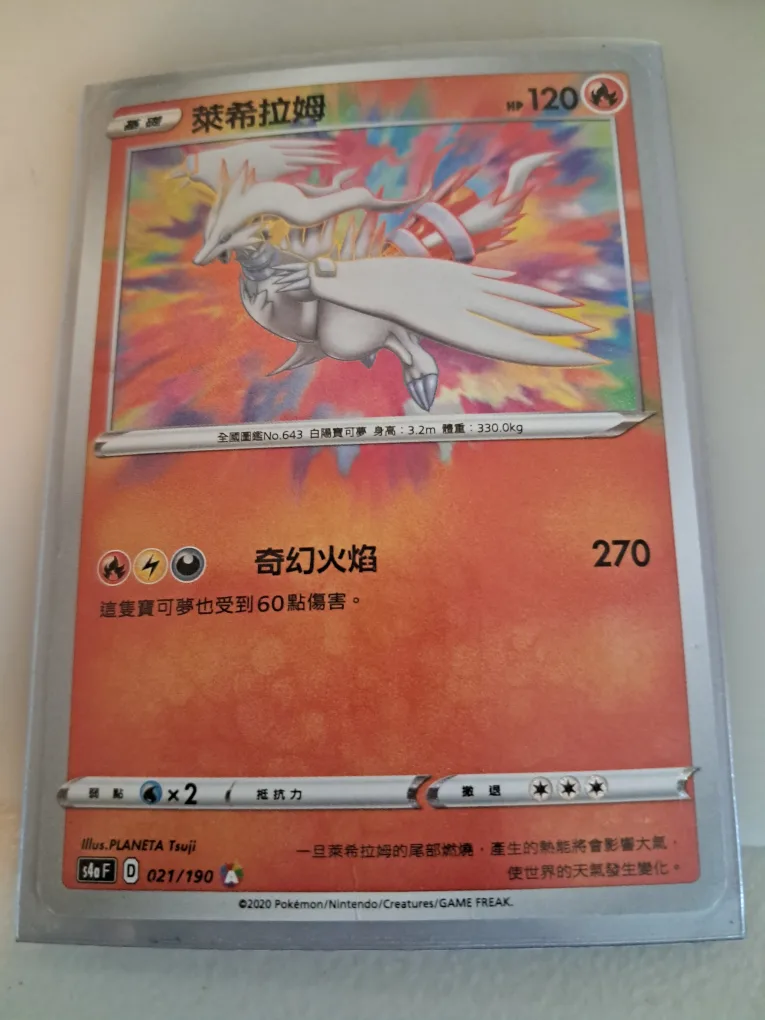 基礎 萊希拉姆 HP 120
全國圖鑑No.643 白陽寶可夢 身高：3.2m 體重：330.0kg
奇幻火焰 270
這隻寶可夢也受到60點傷害。
弱點 ×2 抵抗力 撤退
Illus.PLANETA Tsuji
一旦萊希拉姆的尾部燃燒，產生的熱能將會影響大氣，
使世界的天氣發生變化。
s4a F D 021/190 A
©2020 Pokémon/Nintendo/Creatures/GAME FREAK.